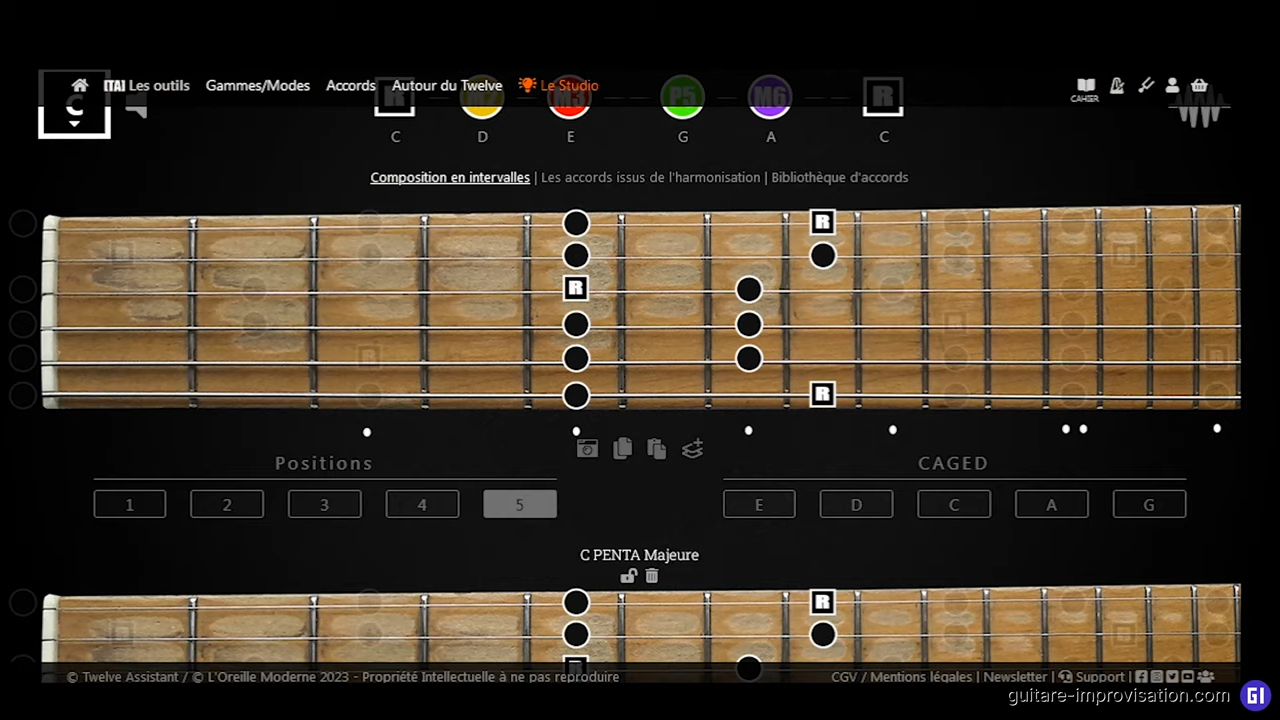 Les outils Gammes/Modes Accords Autour du Twelve Le Studio
CAHIER
C R M3 P5 M6 R
C D E G A C
Composition en intervalles | Les accords issus de l'harmonisation | Bibliothèque d'accords
R
R
R
Positions CAGED
1 2 3 4 5 E D C A G
C PENTA Majeure
R
© Twelve Assistant / © L'Oreille Moderne 2023 - Propriété Intellectuelle à ne pas reproduire CGV / Mentions légales | Newsletter | Support |
guitare-improvisation.com GI